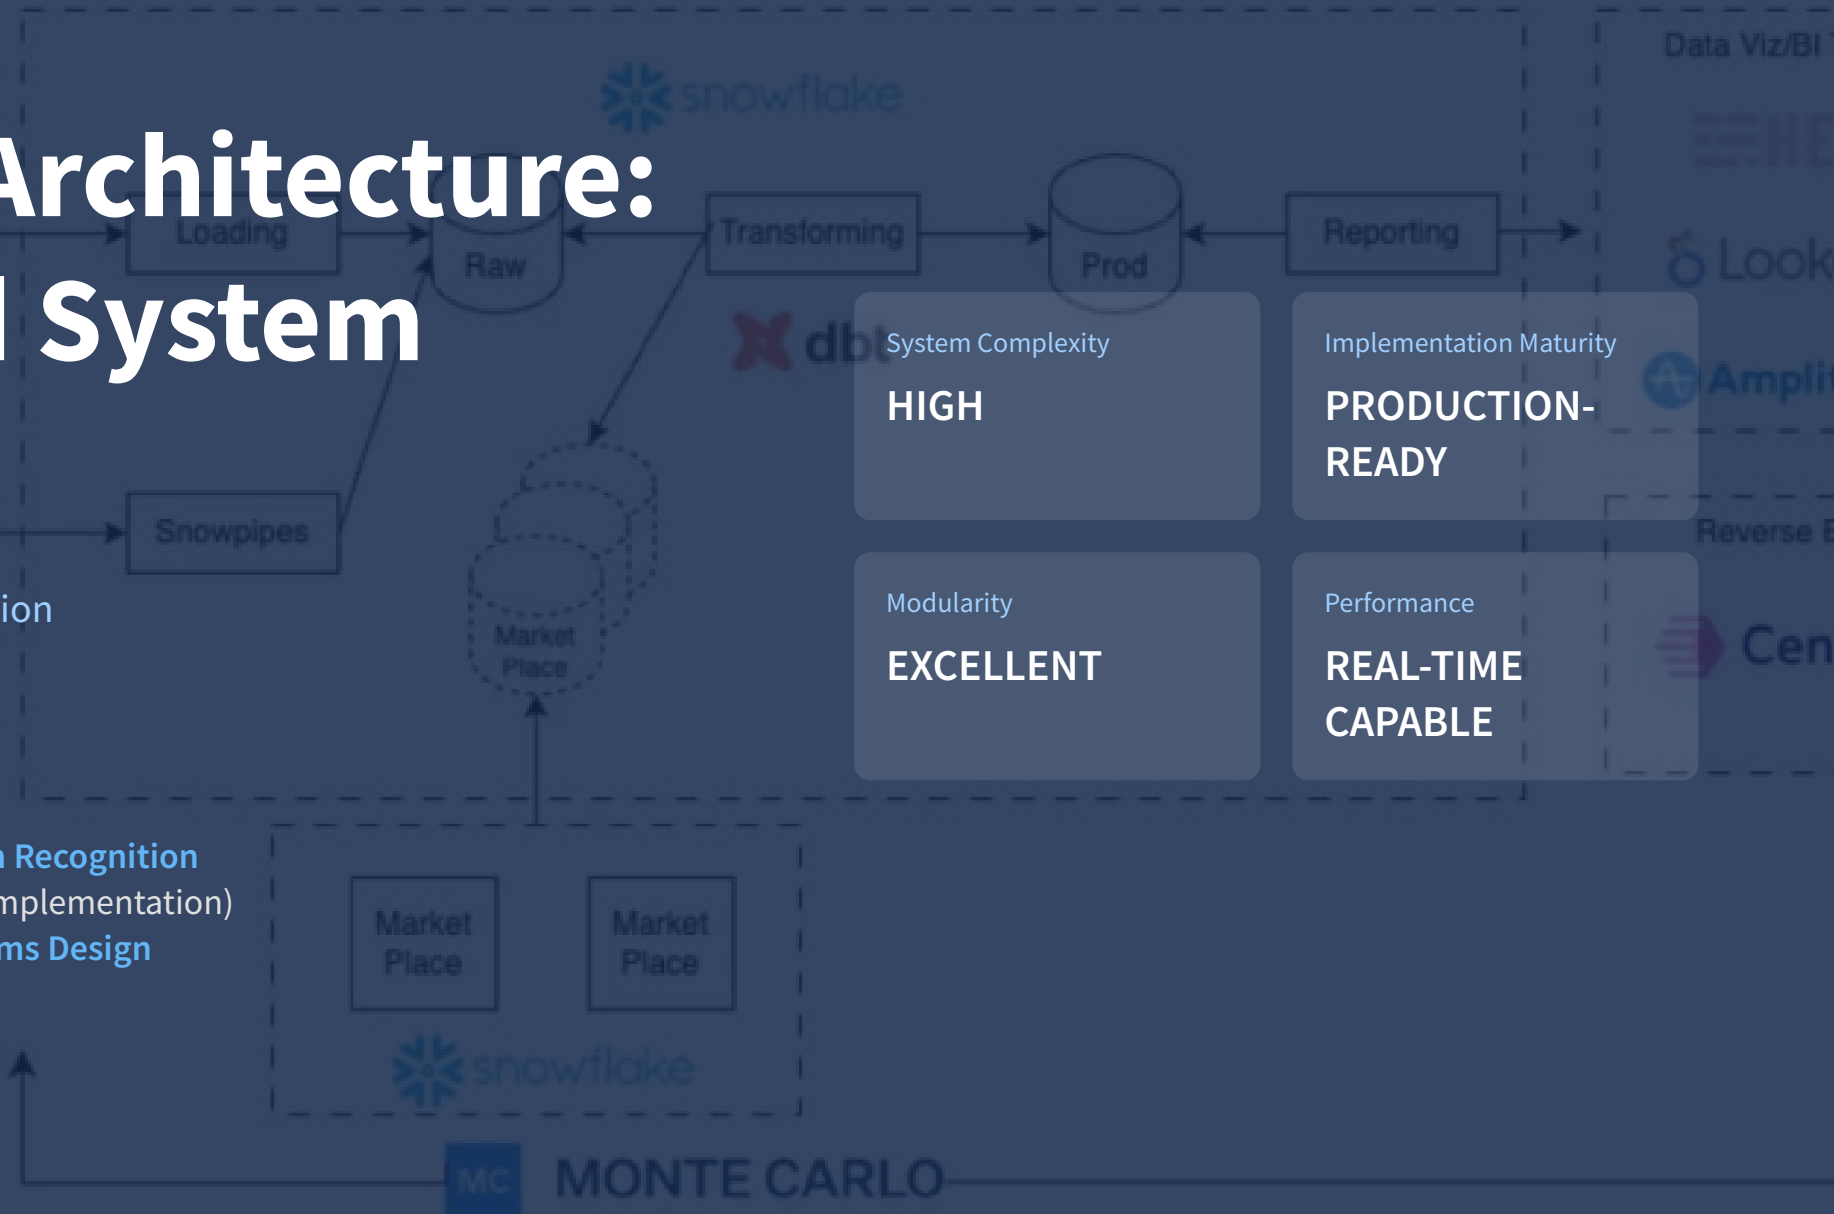 Architecture:
System
ion
Recognition
mplementation)
ms Design
System Complexity
HIGH
Implementation Maturity
PRODUCTION-
READY
Modularity
EXCELLENT
Performance
REAL-TIME
CAPABLE
snowflake
Loading
Raw
Transforming
Prod
Reporting
dbt
Snowpipes
Market
Place
Market
Place
Market
Place
snowflake
MC MONTE CARLO
Data Viz/BI
HE
Look
Amplit
Reverse E
Cen